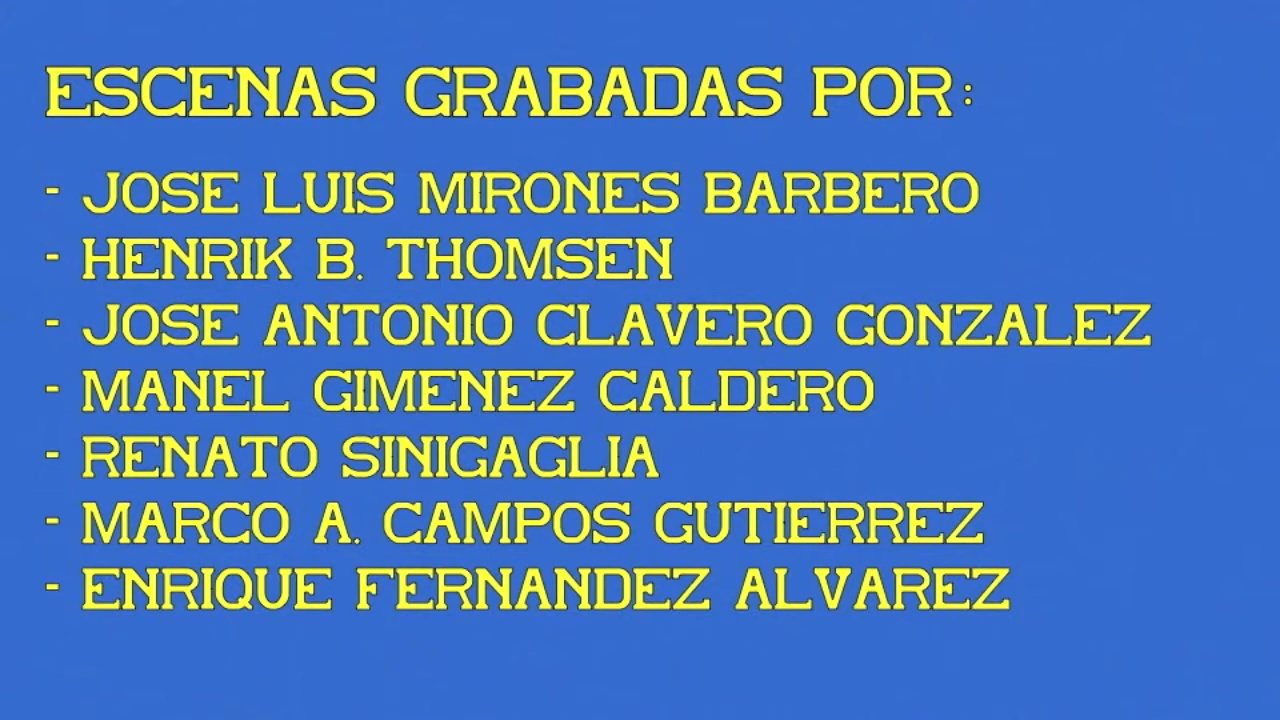 ESCENAS GRABADAS POR:
- JOSE LUIS MIRONES BARBERO
- HENRIK B. THOMSEN
- JOSE ANTONIO CLAVERO GONZALEZ
- MANEL GIMENEZ CALDERO
- RENATO SINIGAGLIA
- MARCO A. CAMPOS GUTIERREZ
- ENRIQUE FERNANDEZ ALVAREZ